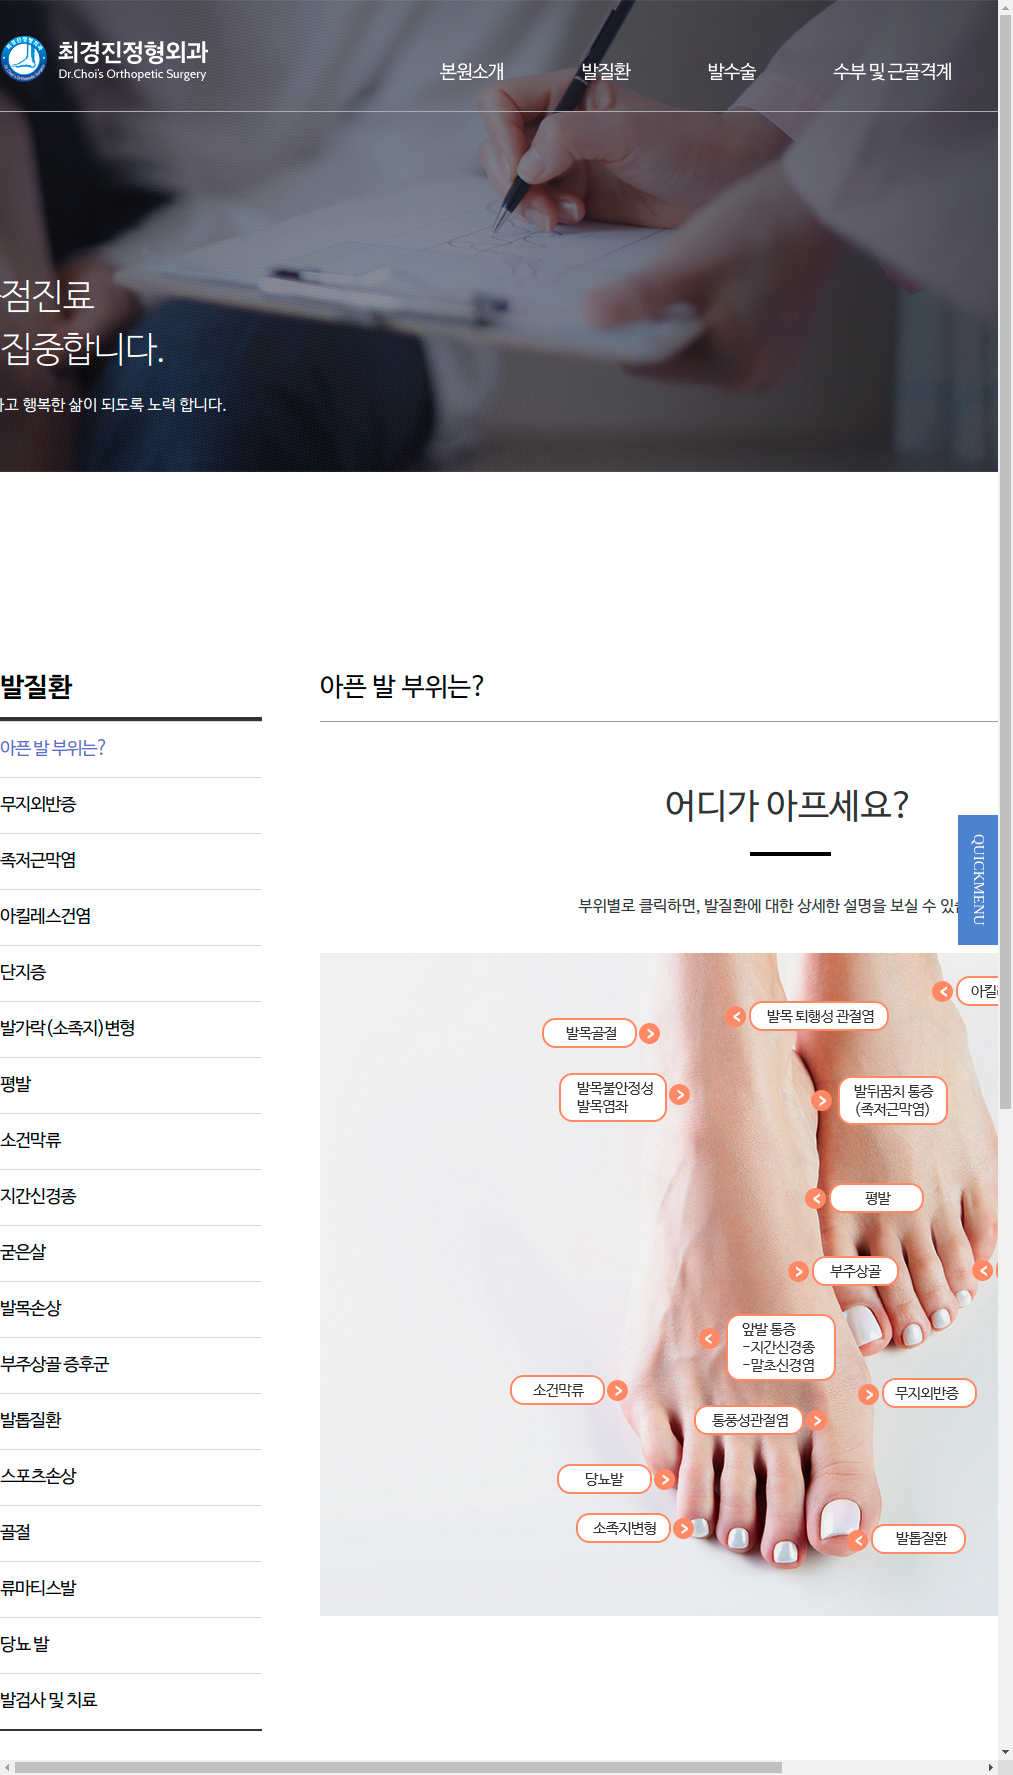 최경진정형외과
Dr.Choi's Orthopetic Surgery
본원소개
발질환
발수술
수부 및 근골격계
점진료
집중합니다.
고 행복한 삶이 되도록 노력 합니다.
발질환
아픈 발 부위는?
무지외반증
족저근막염
아킬레스건염
단지증
발가락(소족지)변형
평발
소건막류
지간신경종
굳은살
발목손상
부주상골 증후군
발톱질환
스포츠손상
골절
류마티스발
당뇨 발
발검사 및 치료
아픈 발 부위는?
어디가 아프세요?
부위별로 클릭하면, 발질환에 대한 상세한 설명을 보실 수 있
QUICKMENU
아킬
발목 퇴행성 관절염
발목골절
발목불안정성
발목염좌
발뒤꿈치 통증
(족저근막염)
평발
부주상골
앞발 통증
-지간신경종
-말초신경염
소건막류
무지외반증
통풍성관절염
당뇨발
소족지변형
발톱질환